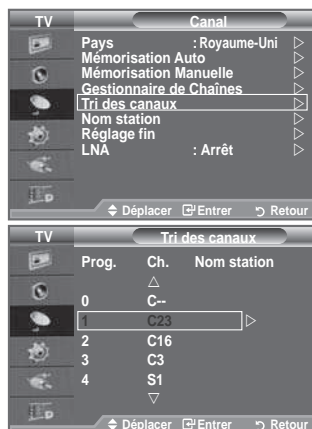 TV Canal
Pays : Royaume-Uni
Mémorisation Auto
Mémorisation Manuelle
Gestionnaire de Chaînes
Tri des canaux
Nom station
Réglage fin
LNA : Arrêt
Déplacer Entrer Retour
TV Tri des canaux
Prog. Ch. Nom station
0 C--
1 C23
2 C16
3 C3
4 S1
Déplacer Entrer Retour